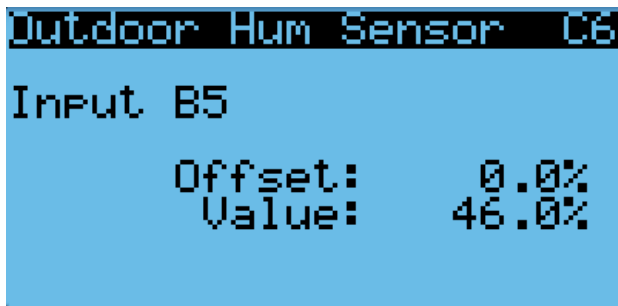 Outdoor Hum Sensor C6
Input B5
Offset: 0.0%
Value: 46.0%